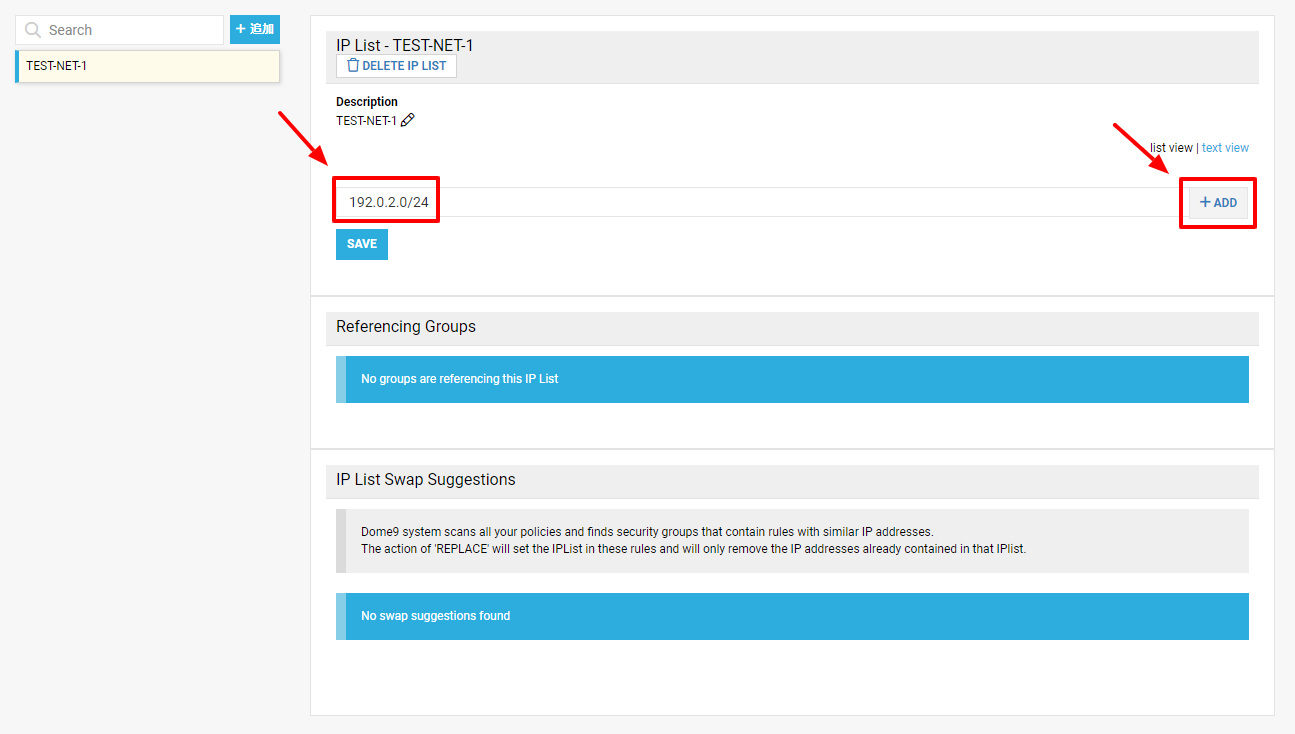 Search
+ 追加
TEST-NET-1
IP List - TEST-NET-1
DELETE IP LIST
Description
TEST-NET-1
list view | text view
192.0.2.0/24
+ ADD
SAVE
Referencing Groups
No groups are referencing this IP List
IP List Swap Suggestions
Dome9 system scans all your policies and finds security groups that contain rules with similar IP addresses.
The action of 'REPLACE' will set the IPList in these rules and will only remove the IP addresses already contained in that IPlist.
No swap suggestions found